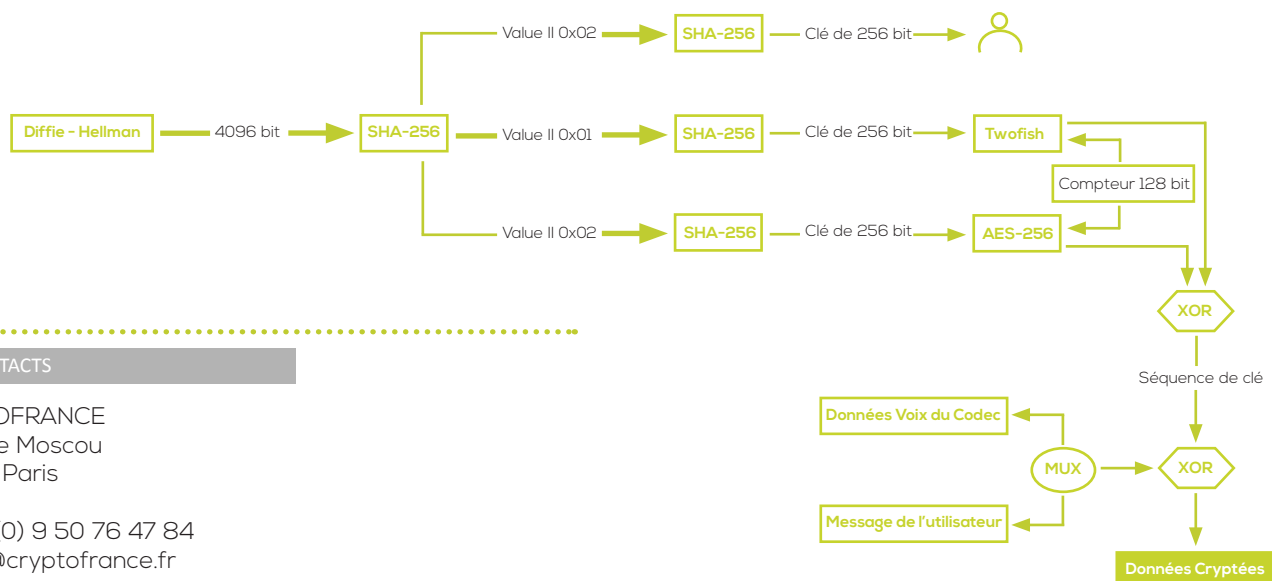 Value II 0x02
SHA-256
Clé de 256 bit
Diffie - Hellman
4096 bit
SHA-256
Value II 0x01
SHA-256
Clé de 256 bit
Twofish
Compteur 128 bit
Value II 0x02
SHA-256
Clé de 256 bit
AES-256
XOR
Séquence de clé
Données Voix du Codec
MUX
XOR
Message de l'utilisateur
Données Cryptées
TACTS
OFRANCE
e Moscou
Paris
(0) 9 50 76 47 84
@cryptofrance.fr